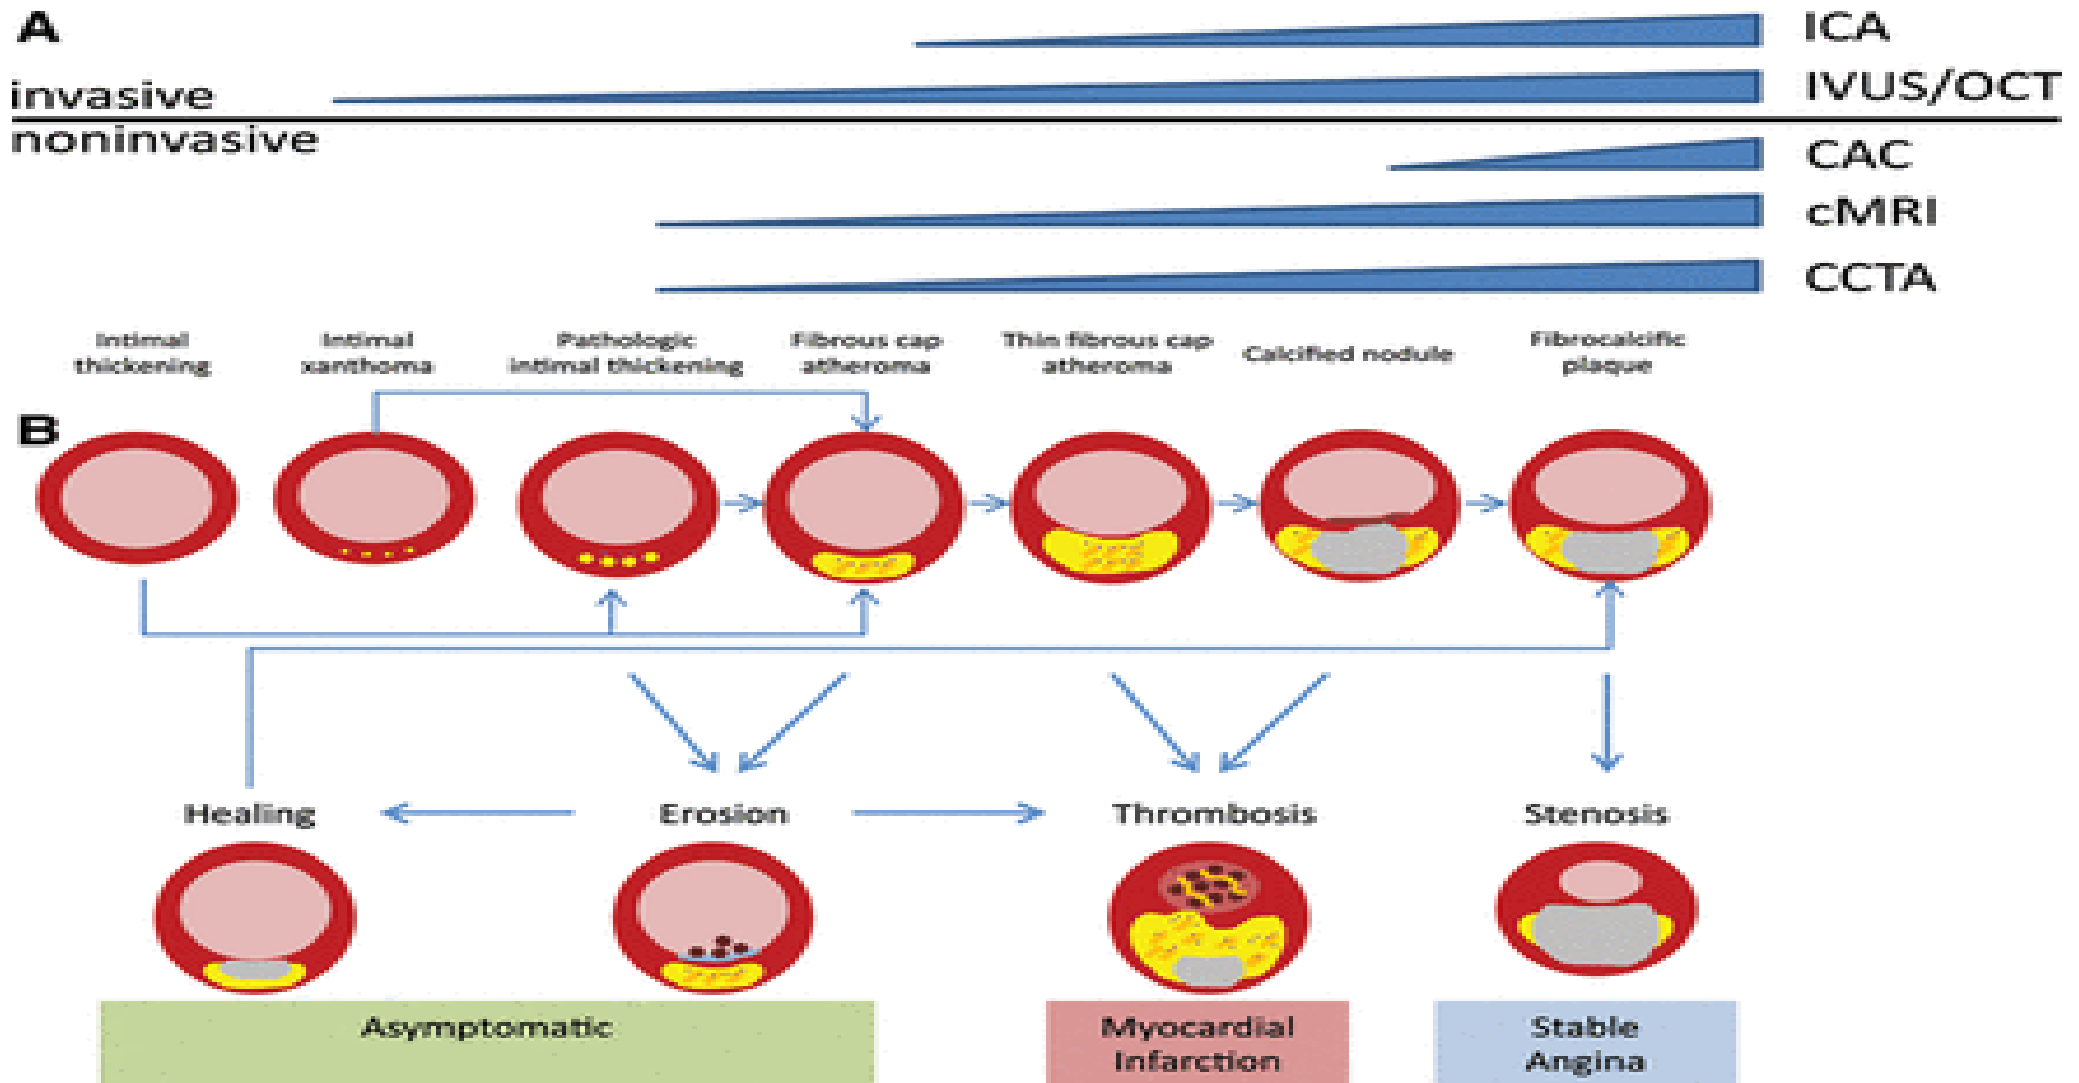 A
ICA
invasive
IVUS/OCT
noninvasive
CAC
cMRI
CCTA
Intimal
thickening
Intimal
xanthoma
Pathologic
intimal thickening
Fibrous cap
atheroma
Thin fibrous cap
atheroma
Calcified nodule
Fibrocalcific
plaque
B
Healing
Erosion
Thrombosis
Stenosis
Asymptomatic
Myocardial
Infarction
Stable
Angina